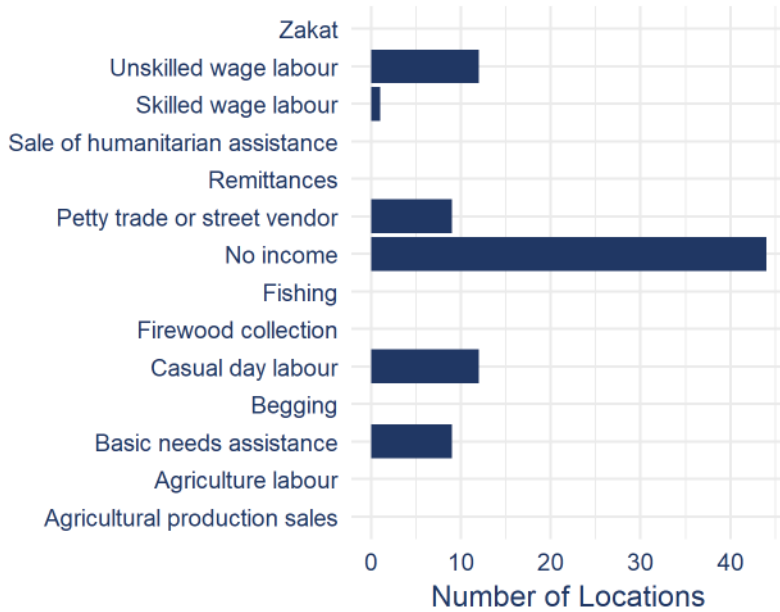 Zakat
Unskilled wage labour
Skilled wage labour
Sale of humanitarian assistance
Remittances
Petty trade or street vendor
No income
Fishing
Firewood collection
Casual day labour
Begging
Basic needs assistance
Agriculture labour
Agricultural production sales
0 10 20 30 40
Number of Locations